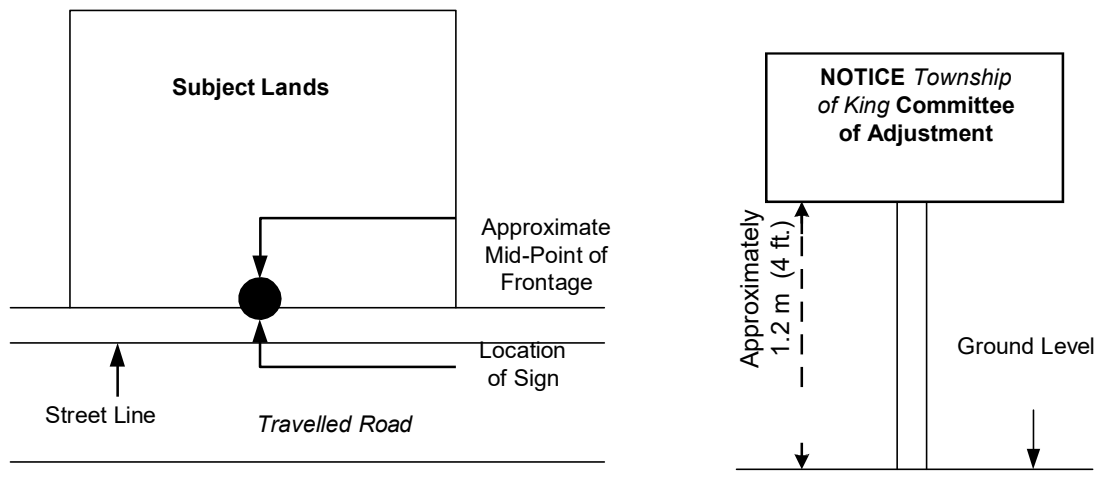 Subject Lands
Approximate
Mid-Point of
Frontage
Location
of Sign
Street Line
Travelled Road
NOTICE Township
of King Committee
of Adjustment
Approximately
1.2 m (4 ft.)
Ground Level